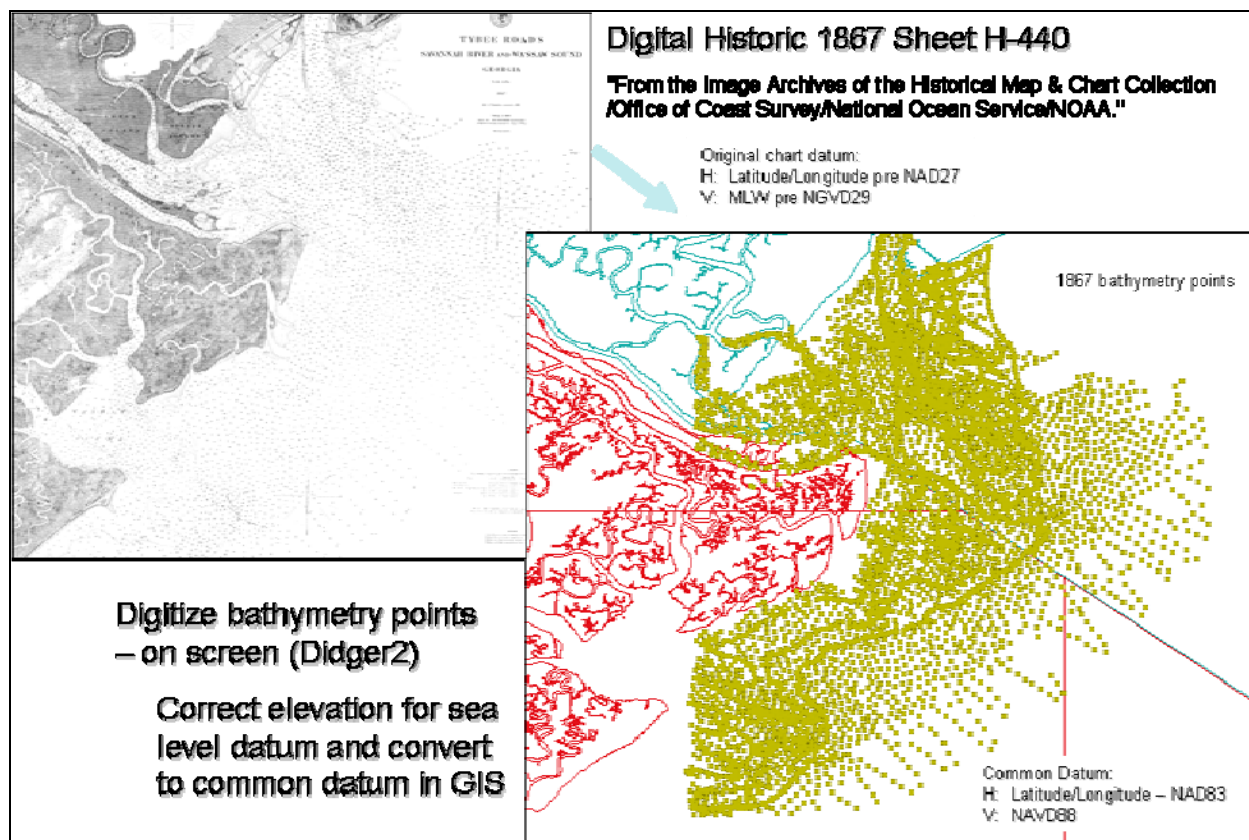 TYBEE ROADS
SAVANNAH RIVER AND WASSAW SOUND
GEORGIA
Digital Historic 1867 Sheet H-440
"From the Image Archives of the Historical Map & Chart Collection
/Office of Coast Survey/National Ocean Service/NOAA."
Original chart datum:
H: Latitude/Longitude pre NAD27
V: MLW pre NGVD29
1867 bathymetry points
Digitize bathymetry points
– on screen (Didger2)
Correct elevation for sea
level datum and convert
to common datum in GIS
Common Datum:
H: Latitude/Longitude – NAD83
V: NAVD88